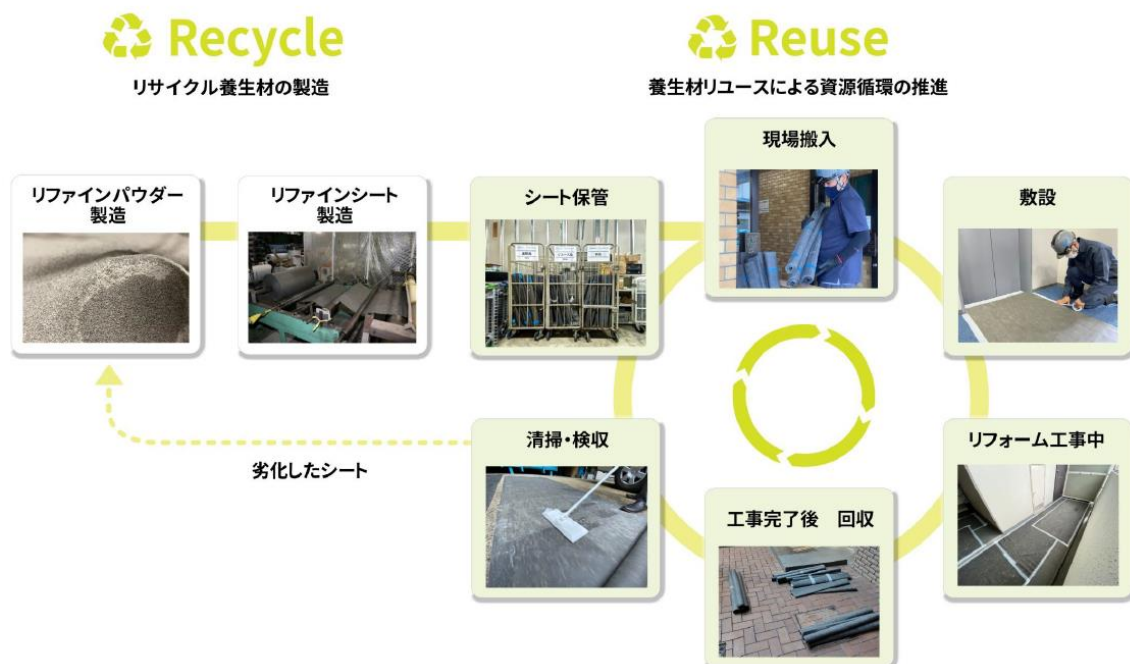 Recycle
リサイクル養生材の製造
Reuse
養生材リユースによる資源循環の推進
リファインパウダー
製造
リファインシート
製造
シート保管
現場搬入
敷設
リフォーム工事中
工事完了後　回収
清掃・検収
劣化したシート